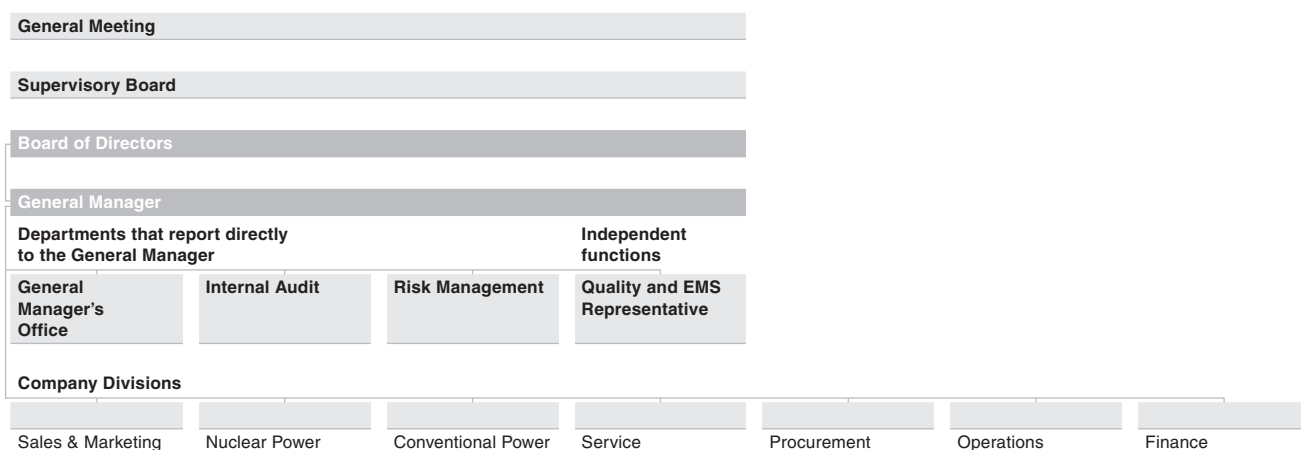 General Meeting
Supervisory Board
Board of Directors
General Manager
Departments that report directly
to the General Manager
Independent
functions
General
Manager’s
Office
Internal Audit
Risk Management
Quality and EMS
Representative
Company Divisions
Sales & Marketing
Nuclear Power
Conventional Power
Service
Procurement
Operations
Finance